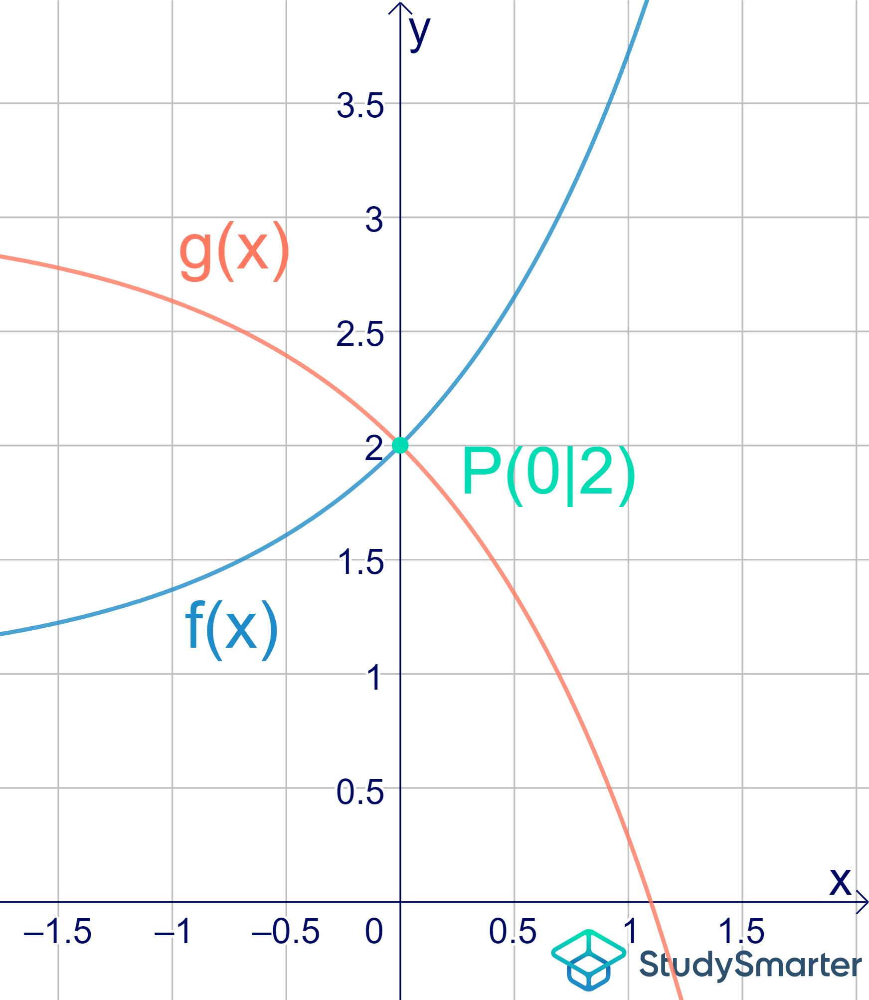 y
3.5
3
g(x)
2.5
2
P(0|2)
1.5
f(x)
1
0.5
x
–1.5 –1 –0.5 0 0.5 1 1.5
StudySmarter